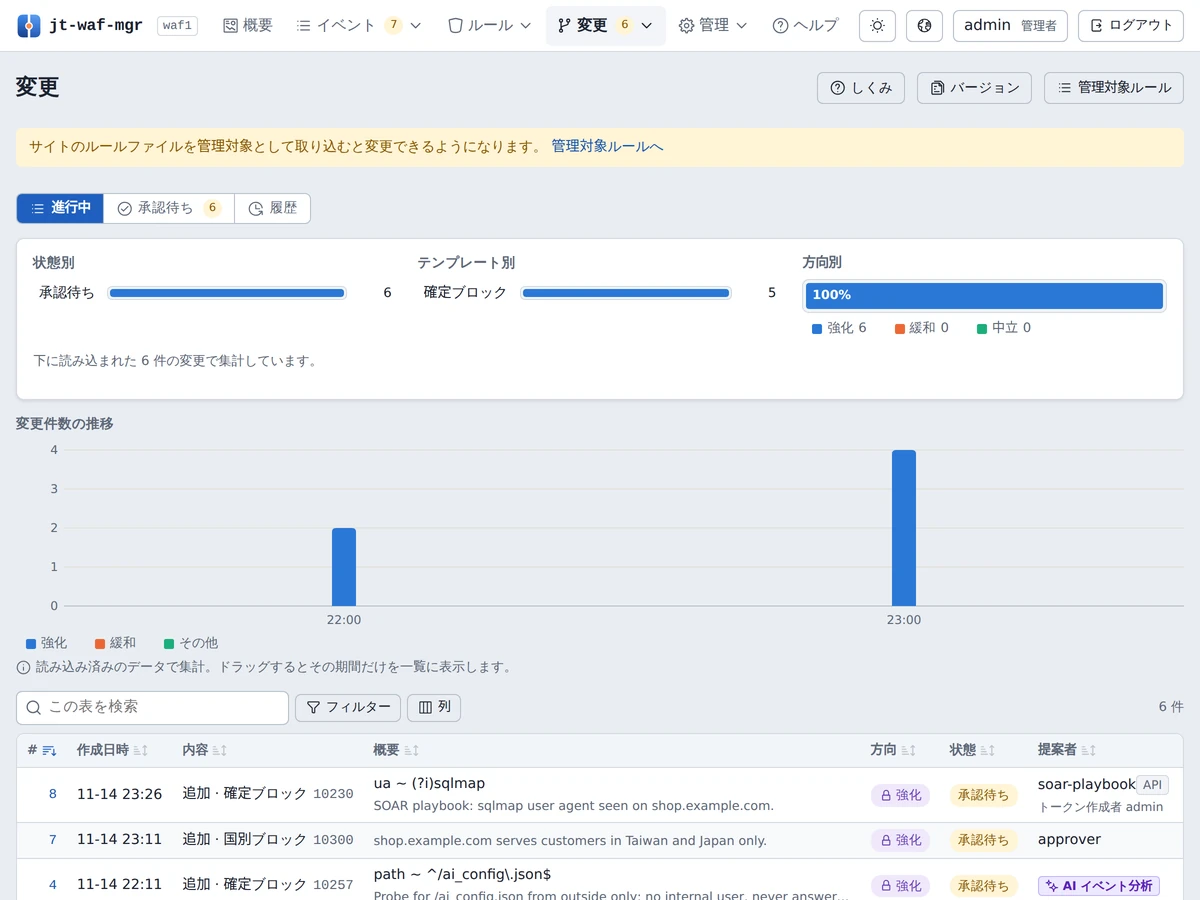 jt-waf-mgr waf1 概要 イベント 7 ルール 変更 6 管理 ヘルプ admin 管理者 ログアウト
変更 しくみ バージョン 管理対象ルール
サイトのルールファイルを管理対象として取り込むと変更できるようになります。 管理対象ルールへ
進行中 承認待ち 6 履歴
状態別 テンプレート別 方向別
承認待ち 6 確定ブロック 5 100%
強化 6 緩和 0 中立 0
下に読み込まれた 6 件の変更で集計しています。
変更件数の推移
4
3
2
1
0
22:00 23:00
強化 緩和 その他
読み込み済みのデータで集計。ドラッグするとその期間だけを一覧に表示します。
この表を検索 フィルター 列 6 件
# 作成日時 内容 概要 方向 状態 提案者
8 11-14 23:26 追加 · 確定ブロック 10230 ua ~ (?i)sqlmap 強化 承認待ち soar-playbook API
SOAR playbook: sqlmap user agent seen on shop.example.com. トークン作成者 admin
7 11-14 23:11 追加 · 国別ブロック 10300 shop.example.com serves customers in Taiwan and Japan only. 強化 承認待ち approver
4 11-14 22:11 追加 · 確定ブロック 10257 path ~ ^/ai_config\.json$ 強化 承認待ち AI イベント分析
Probe for /ai_config.json from outside only; no internal user, never answer...